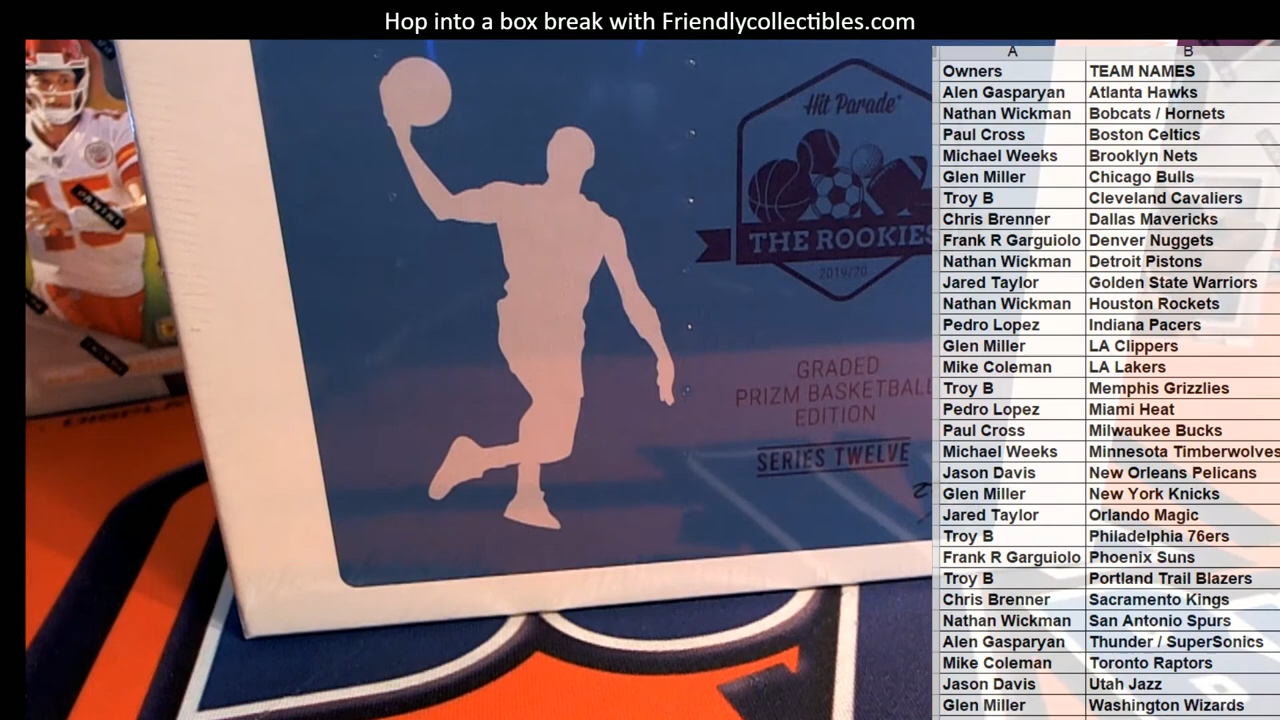 Hop into a box break with Friendlycollectibles.com
PANINI
15
Hit Parade
THE ROOKIES
2019/20
GRADED
PRIZM BASKETBALL
EDITION
SERIES TWELVE
A B
Owners TEAM NAMES
Alen Gasparyan Atlanta Hawks
Nathan Wickman Bobcats / Hornets
Paul Cross Boston Celtics
Michael Weeks Brooklyn Nets
Glen Miller Chicago Bulls
Troy B Cleveland Cavaliers
Chris Brenner Dallas Mavericks
Frank R Garguiolo Denver Nuggets
Nathan Wickman Detroit Pistons
Jared Taylor Golden State Warriors
Nathan Wickman Houston Rockets
Pedro Lopez Indiana Pacers
Glen Miller LA Clippers
Mike Coleman LA Lakers
Troy B Memphis Grizzlies
Pedro Lopez Miami Heat
Paul Cross Milwaukee Bucks
Michael Weeks Minnesota Timberwolves
Jason Davis New Orleans Pelicans
Glen Miller New York Knicks
Jared Taylor Orlando Magic
Troy B Philadelphia 76ers
Frank R Garguiolo Phoenix Suns
Troy B Portland Trail Blazers
Chris Brenner Sacramento Kings
Nathan Wickman San Antonio Spurs
Alen Gasparyan Thunder / SuperSonics
Mike Coleman Toronto Raptors
Jason Davis Utah Jazz
Glen Miller Washington Wizards